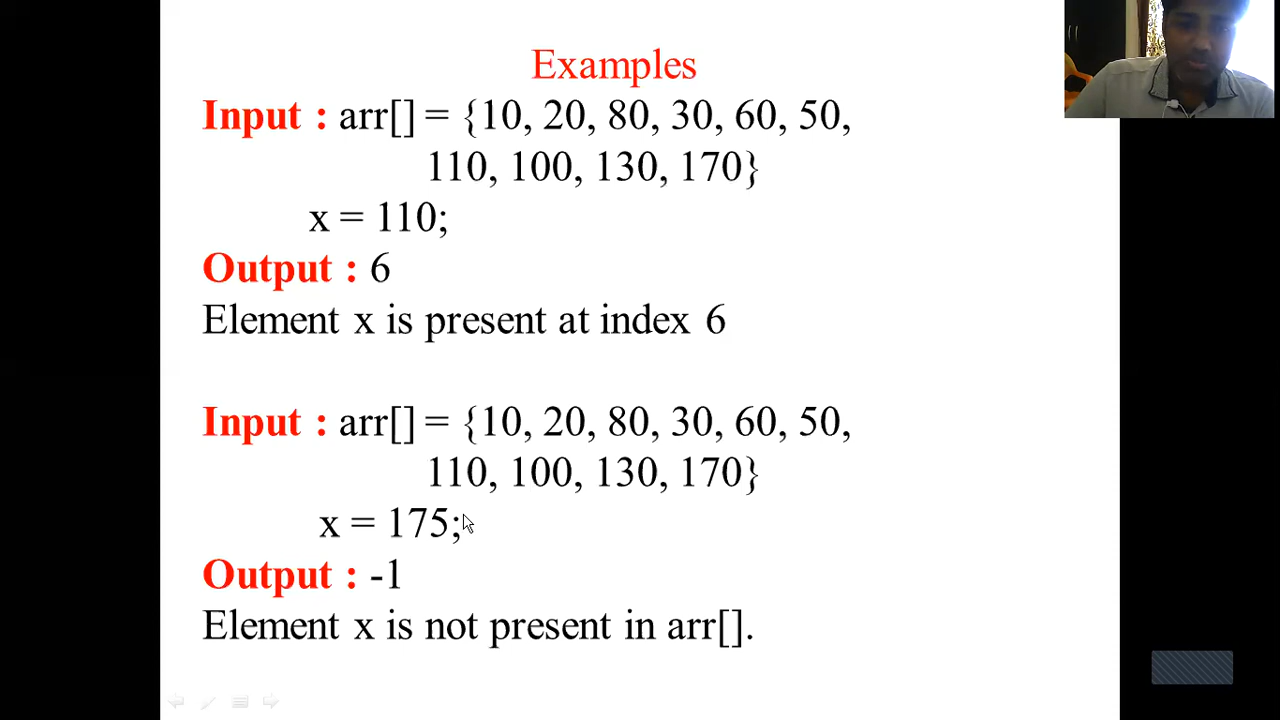 Examples
Input : arr[] = {10, 20, 80, 30, 60, 50,
110, 100, 130, 170}
x = 110;
Output : 6
Element x is present at index 6
Input : arr[] = {10, 20, 80, 30, 60, 50,
110, 100, 130, 170}
x = 175;
Output : -1
Element x is not present in arr[].